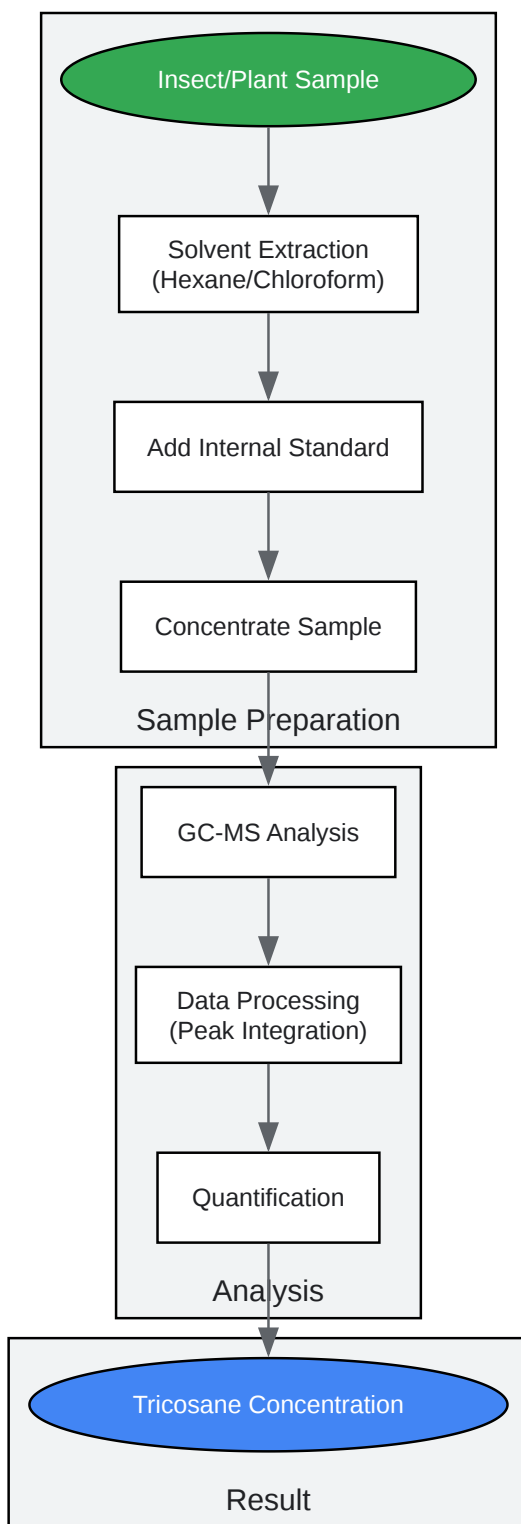 Insect/Plant Sample
Solvent Extraction
(Hexane/Chloroform)
Add Internal Standard
Concentrate Sample
Sample Preparation
GC-MS Analysis
Data Processing
(Peak Integration)
Quantification
Analysis
Tricosane Concentration
Result